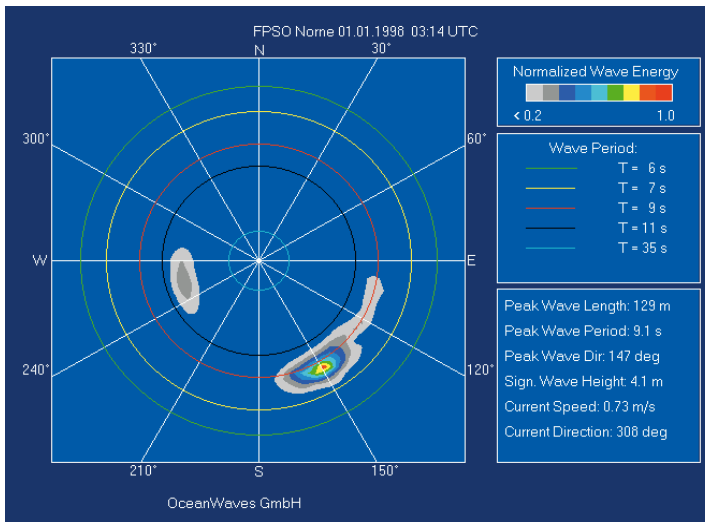 FPSO Norne 01.01.1998 03:14 UTC
330°
N
30°
300°
60°
W
E
240°
120°
210°
S
150°
OceanWaves GmbH
Normalized Wave Energy
< 0.2 1.0
Wave Period:
T = 6 s
T = 7 s
T = 9 s
T = 11 s
T = 35 s
Peak Wave Length: 129 m
Peak Wave Period: 9.1 s
Peak Wave Dir: 147 deg
Sign. Wave Height: 4.1 m
Current Speed: 0.73 m/s
Current Direction: 308 deg